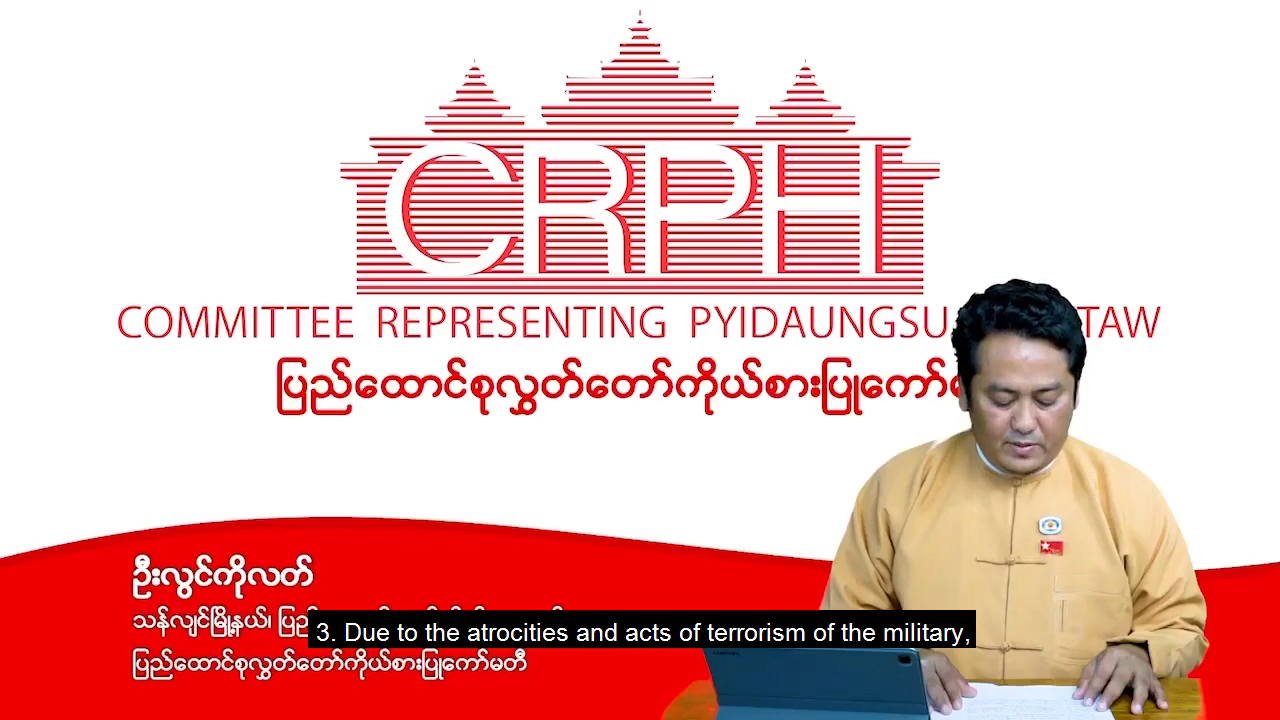 CRPH
COMMITTEE REPRESENTING PYIDAUNGSU TAW
ပြည်ထောင်စုလွှတ်တော်ကိုယ်စားပြုကော်
ဦးလွင်ကိုလတ်
သန်လျင်မြို့နယ်၊
3. Due to the atrocities and acts of terrorism of the military,
ပြည်ထောင်စုလွှတ်တော်ကိုယ်စားပြုကော်မတီ
SAMSUNG